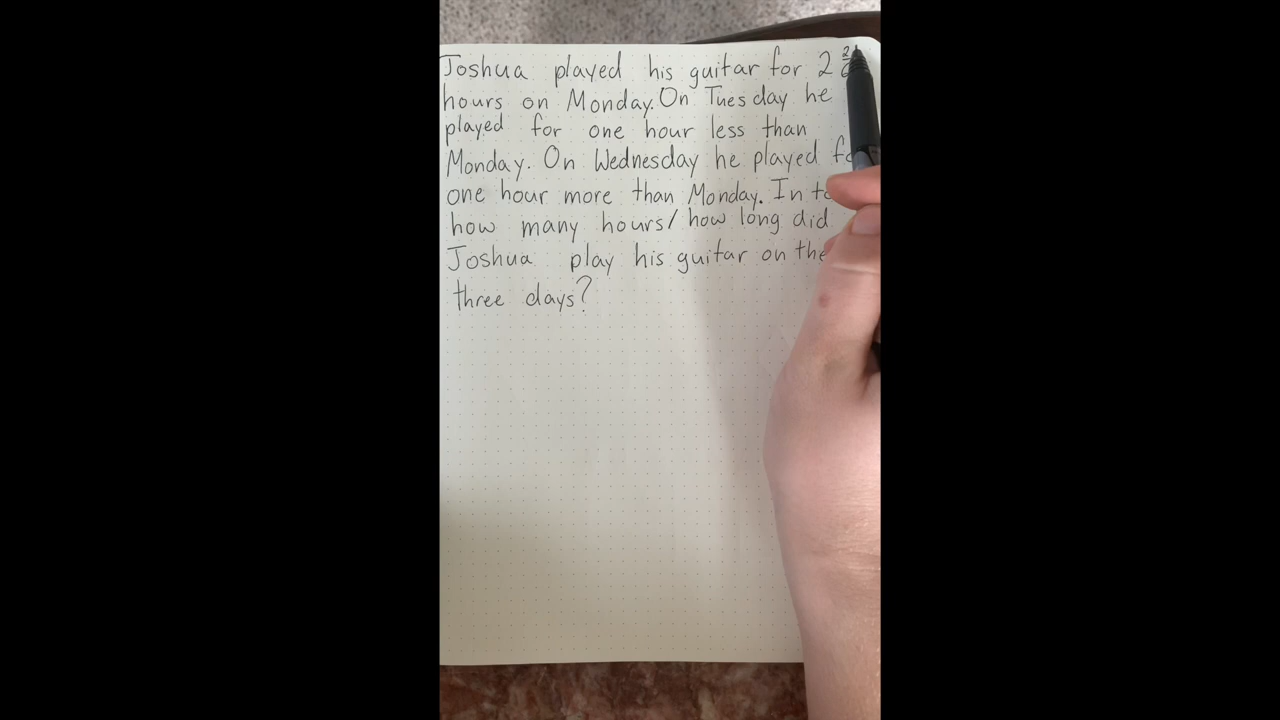 Joshua played his guitar for 2
hours on Monday. On Tuesday he
played for one hour less than
Monday. On Wednesday he played
one hour more than Monday. In
how many hours/how long did
Joshua play his guitar on
three days?